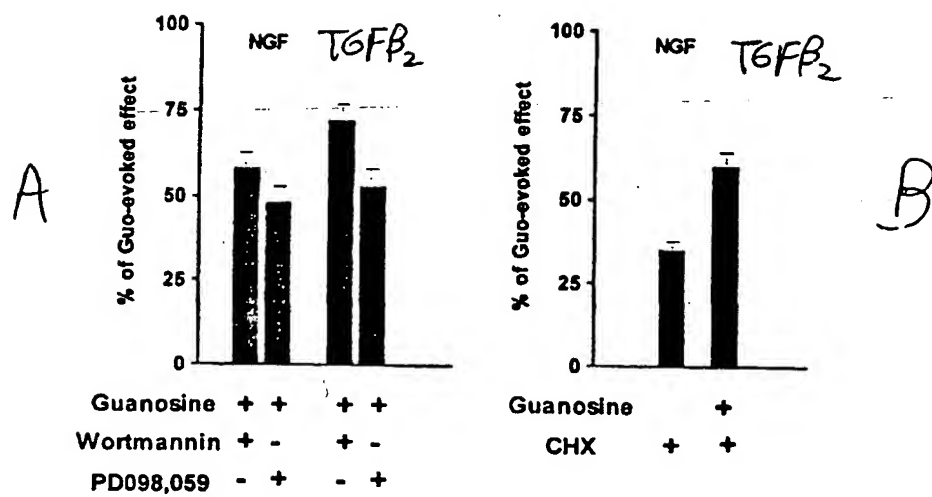 A
% of Guo-evoked effect
100
75
50
25
0
NGF TGFβ₂
Guanosine + + + +
Wortmannin + - + -
PD098,059 - + - +
B
% of Guo-evoked effect
100
75
50
25
0
NGF TGFβ₂
Guanosine +
CHX + +